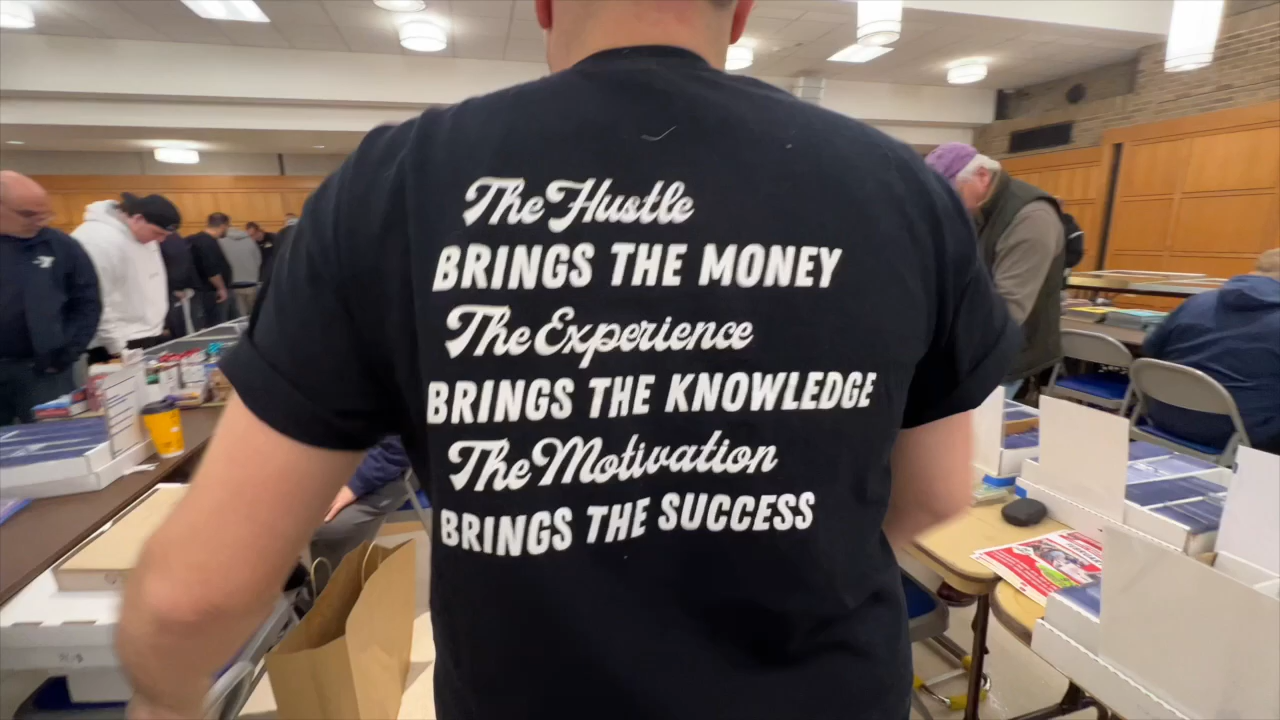 The Hustle
BRINGS THE MONEY
The Experience
BRINGS THE KNOWLEDGE
The Motivation
BRINGS THE SUCCESS